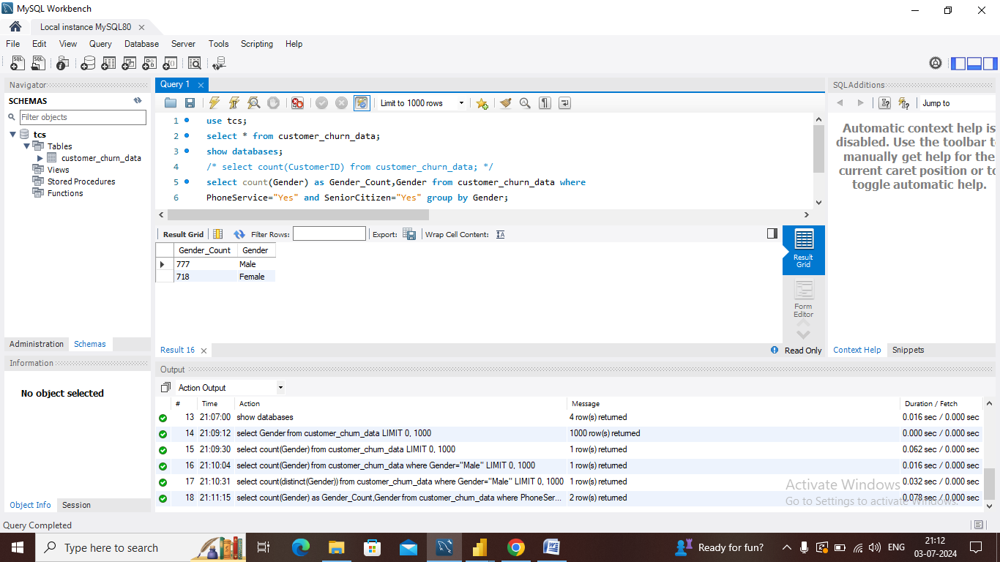 MySQL Workbench
Local instance MySQL80
File Edit View Query Database Server Tools Scripting Help
Navigator
SCHEMAS
Filter objects
tcs
Tables
customer_churn_data
Views
Stored Procedures
Functions
Administration Schemas
Information
No object selected
Object Info Session
Query Completed
Query 1
Limit to 1000 rows
1 use tcs;
2 select * from customer_churn_data;
3 show databases;
4 /* select count(CustomerID) from customer_churn_data; */
5 select count(Gender) as Gender_Count,Gender from customer_churn_data where
6 PhoneService="Yes" and SeniorCitizen="Yes" group by Gender;
Result Grid Filter Rows: Export: Wrap Cell Content:
Gender_Count Gender
777 Male
718 Female
Result Grid
Form Editor
Result 16 Read Only
SQLAdditions
Jump to
Automatic context help is
disabled. Use the toolbar t
manually get help for the
current caret position or to
toggle automatic help.
Context Help Snippets
Output
Action Output
# Time Action Message Duration / Fetch
13 21:07:00 show databases 4 row(s) returned 0.016 sec / 0.000 sec
14 21:09:12 select Gender from customer_churn_data LIMIT 0, 1000 1000 row(s) returned 0.000 sec / 0.000 sec
15 21:09:30 select count(Gender) from customer_churn_data LIMIT 0, 1000 1 row(s) returned 0.062 sec / 0.000 sec
16 21:10:04 select count(Gender) from customer_churn_data where Gender="Male" LIMIT 0, 1000 1 row(s) returned 0.016 sec / 0.000 sec
17 21:10:31 select count(distinct(Gender)) from customer_churn_data where Gender="Male" LIMIT 0, 1000 1 row(s) returned 0.032 sec / 0.000 sec
18 21:11:15 select count(Gender) as Gender_Count,Gender from customer_churn_data where PhoneSer... 2 row(s) returned 0.078 sec / 0.000 sec
Activate Windows
Go to Settings to activate Windows.
Type here to search
Ready for fun?
ENG
21:12
03-07-2024